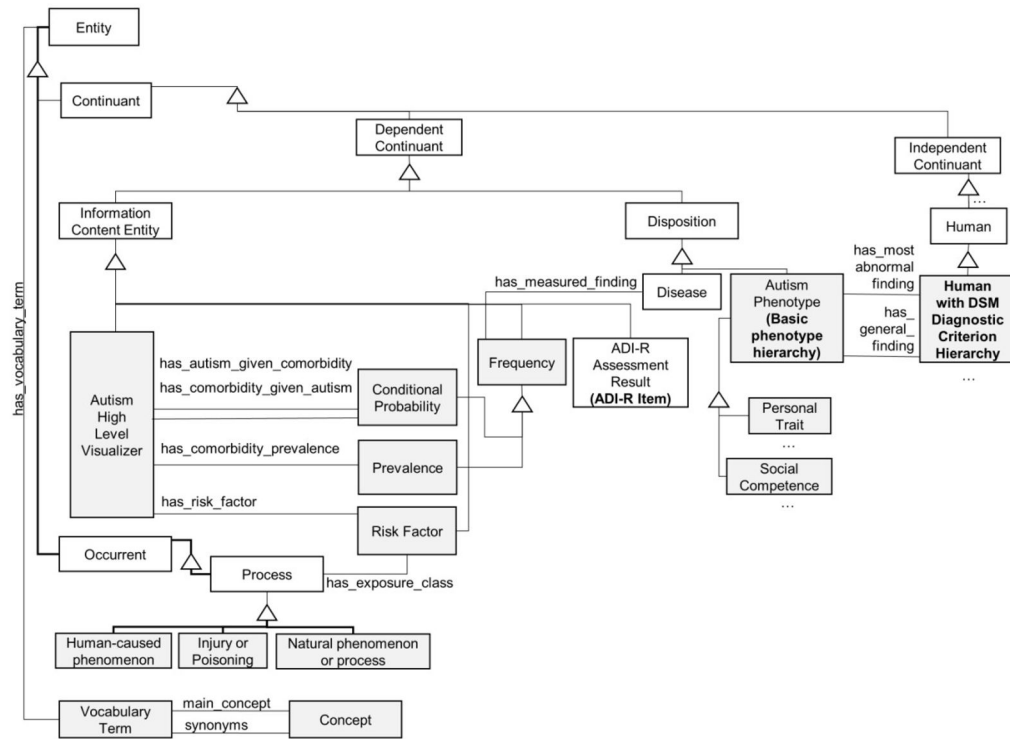 Entity
Continuant
Dependent
Continuant
Independent
Continuant
...
Information
Content Entity
Disposition
Human
has_most
abnormal
finding
has_measured_finding
Disease
Autism
Phenotype
(Basic
phenotype
hierarchy)
has_
general_
finding
Human
with DSM
Diagnostic
Criterion
Hierarchy
...
has_vocabulary_term
Autism
High
Level
Visualizer
has_autism_given_comorbidity
has_comorbidity_given_autism
Conditional
Probability
Frequency
ADI-R
Assessment
Result
(ADI-R Item)
has_comorbidity_prevalence
Prevalence
Personal
Trait
...
Social
Competence
...
has_risk_factor
Risk Factor
Occurrent
Process
has_exposure_class
Human-caused
phenomenon
Injury or
Poisoning
Natural phenomenon
or process
Vocabulary
Term
main_concept
synonyms
Concept